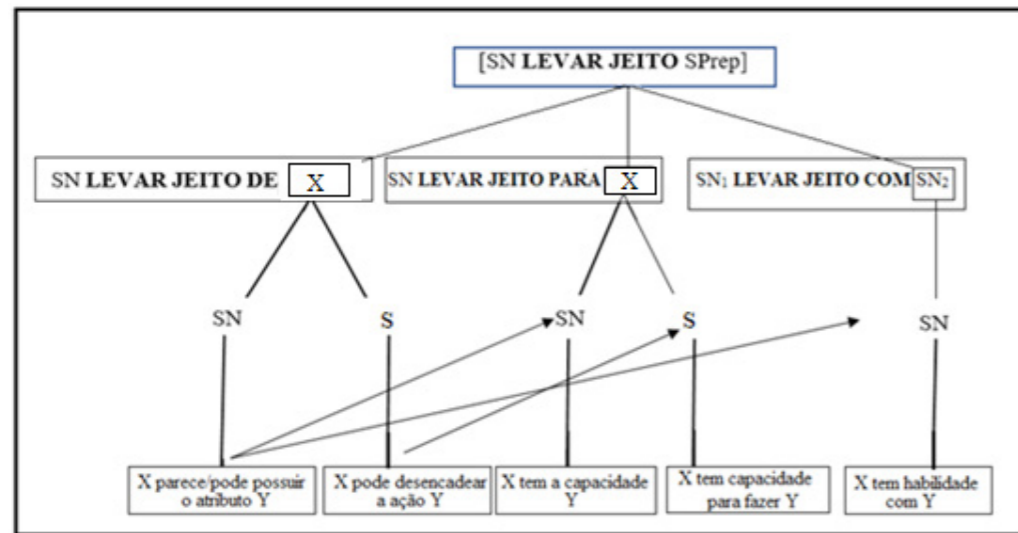 [SN LEVAR JEITO SPrep]
SN LEVAR JEITO DE X
SN LEVAR JEITO PARA X
SN₁ LEVAR JEITO COM SN₂
SN
S
SN
S
SN
X parece/pode possuir
o atributo Y
X pode desencadear
a ação Y
X tem a capacidade
Y
X tem capacidade
para fazer Y
X tem habilidade
com Y